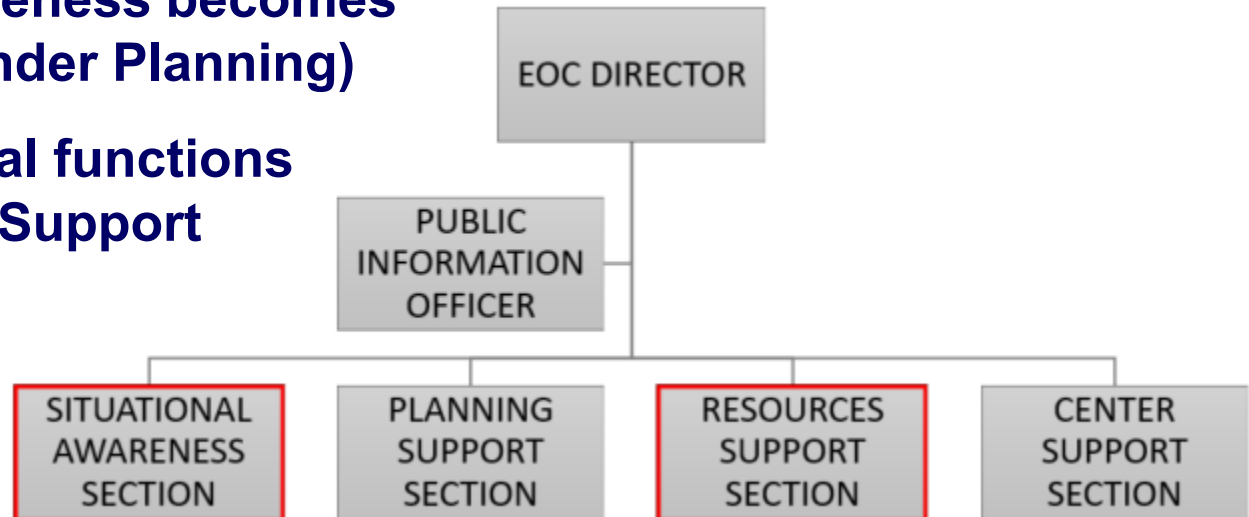 eness becomes
nder Planning)
al functions
Support
EOC DIRECTOR
PUBLIC
INFORMATION
OFFICER
SITUATIONAL
AWARENESS
SECTION
PLANNING
SUPPORT
SECTION
RESOURCES
SUPPORT
SECTION
CENTER
SUPPORT
SECTION